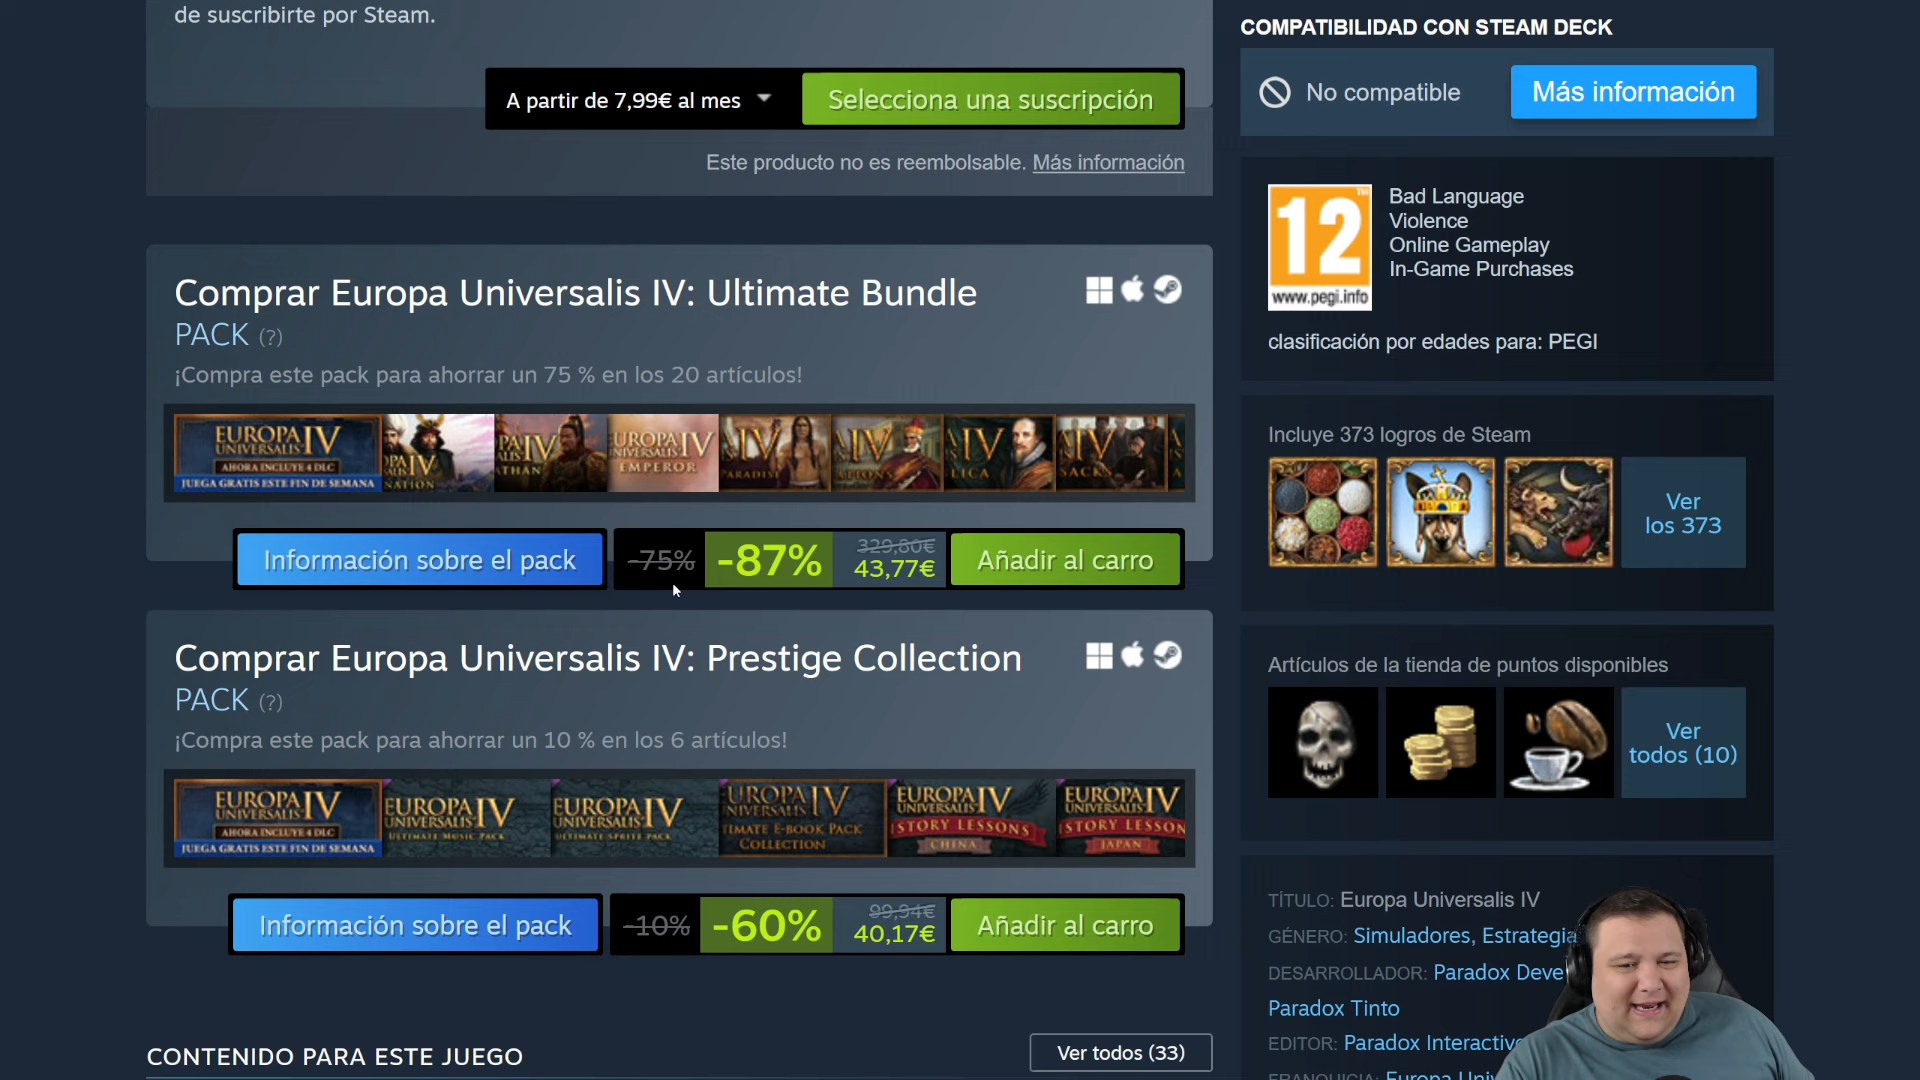 de suscribirte por Steam.
A partir de 7,99€ al mes
Selecciona una suscripción
Este producto no es reembolsable. Más información
Comprar Europa Universalis IV: Ultimate Bundle
PACK (?)
¡Compra este pack para ahorrar un 75 % en los 20 artículos!
EUROPA IV
UNIVERSALIS
AHORA INCLUYE 4 DLC
JUEGA GRATIS ESTE FIN DE SEMANA
EMPEROR
Información sobre el pack
-75%
-87%
329,80€
43,77€
Añadir al carro
Comprar Europa Universalis IV: Prestige Collection
PACK (?)
¡Compra este pack para ahorrar un 10 % en los 6 artículos!
EUROPA IV
UNIVERSALIS
AHORA INCLUYE 4 DLC
JUEGA GRATIS ESTE FIN DE SEMANA
EUROPA IV
UNIVERSALIS
ULTIMATE MUSIC PACK
EUROPA IV
UNIVERSALIS
ULTIMATE SPRITE PACK
UROPA IV
NIVERSALIS
TIMATE E-BOOK PACK
COLLECTION
EUROPA IV
UNIVERSALIS
ISTORY LESSONS
CHINA
EUROPA IV
UNIVERSALIS
ISTORY LESSON
JAPAN
Información sobre el pack
-10%
-60%
99,94€
40,17€
Añadir al carro
CONTENIDO PARA ESTE JUEGO
Ver todos (33)
COMPATIBILIDAD CON STEAM DECK
No compatible
Más información
12
www.pegi.info
Bad Language
Violence
Online Gameplay
In-Game Purchases
clasificación por edades para: PEGI
Incluye 373 logros de Steam
Ver
los 373
Artículos de la tienda de puntos disponibles
Ver
todos (10)
TÍTULO: Europa Universalis IV
GÉNERO: Simuladores, Estrategia
DESARROLLADOR: Paradox Deve
Paradox Tinto
EDITOR: Paradox Interactive
FRANQUICIA: Europa Univ